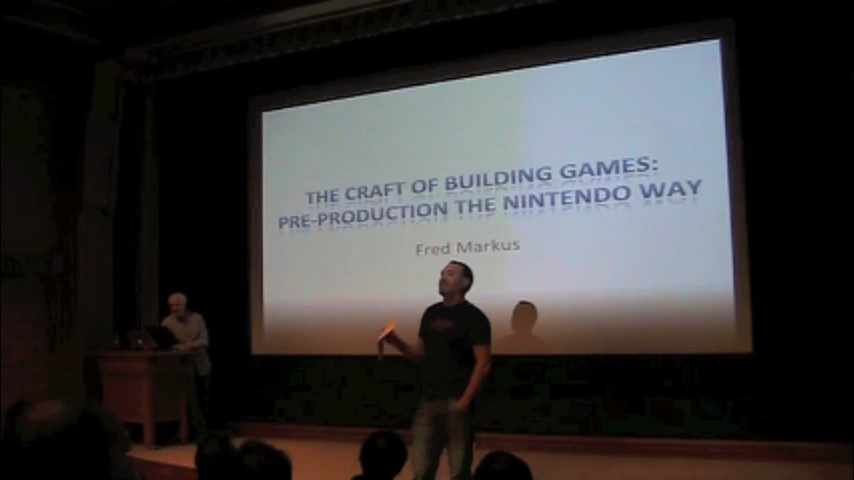 THE CRAFT OF BUILDING GAMES:
PRE-PRODUCTION THE NINTENDO WAY
Fred Markus